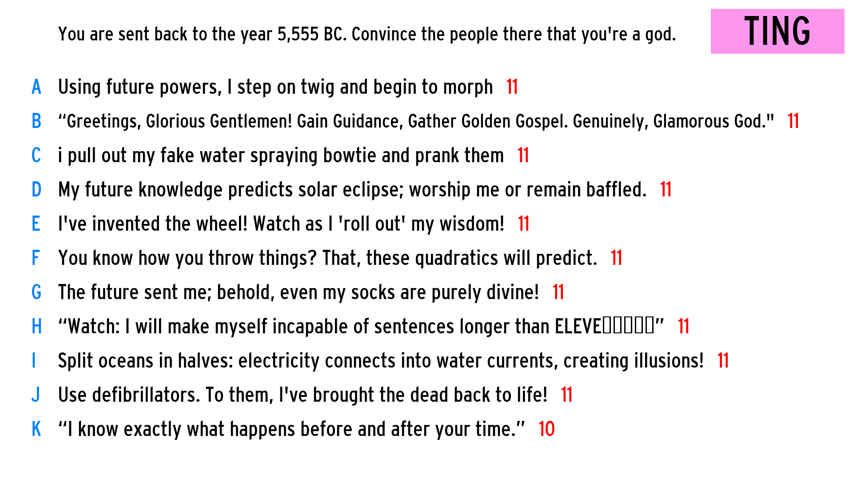 You are sent back to the year 5,555 BC. Convince the people there that you're a god.
TING
A Using future powers, I step on twig and begin to morph 11
B “Greetings, Glorious Gentlemen! Gain Guidance, Gather Golden Gospel. Genuinely, Glamorous God." 11
C i pull out my fake water spraying bowtie and prank them 11
D My future knowledge predicts solar eclipse; worship me or remain baffled. 11
E I've invented the wheel! Watch as I 'roll out' my wisdom! 11
F You know how you throw things? That, these quadratics will predict. 11
G The future sent me; behold, even my socks are purely divine! 11
H “Watch: I will make myself incapable of sentences longer than ELEVE▯▯▯▯▯” 11
I Split oceans in halves: electricity connects into water currents, creating illusions! 11
J Use defibrillators. To them, I've brought the dead back to life! 11
K “I know exactly what happens before and after your time.” 10